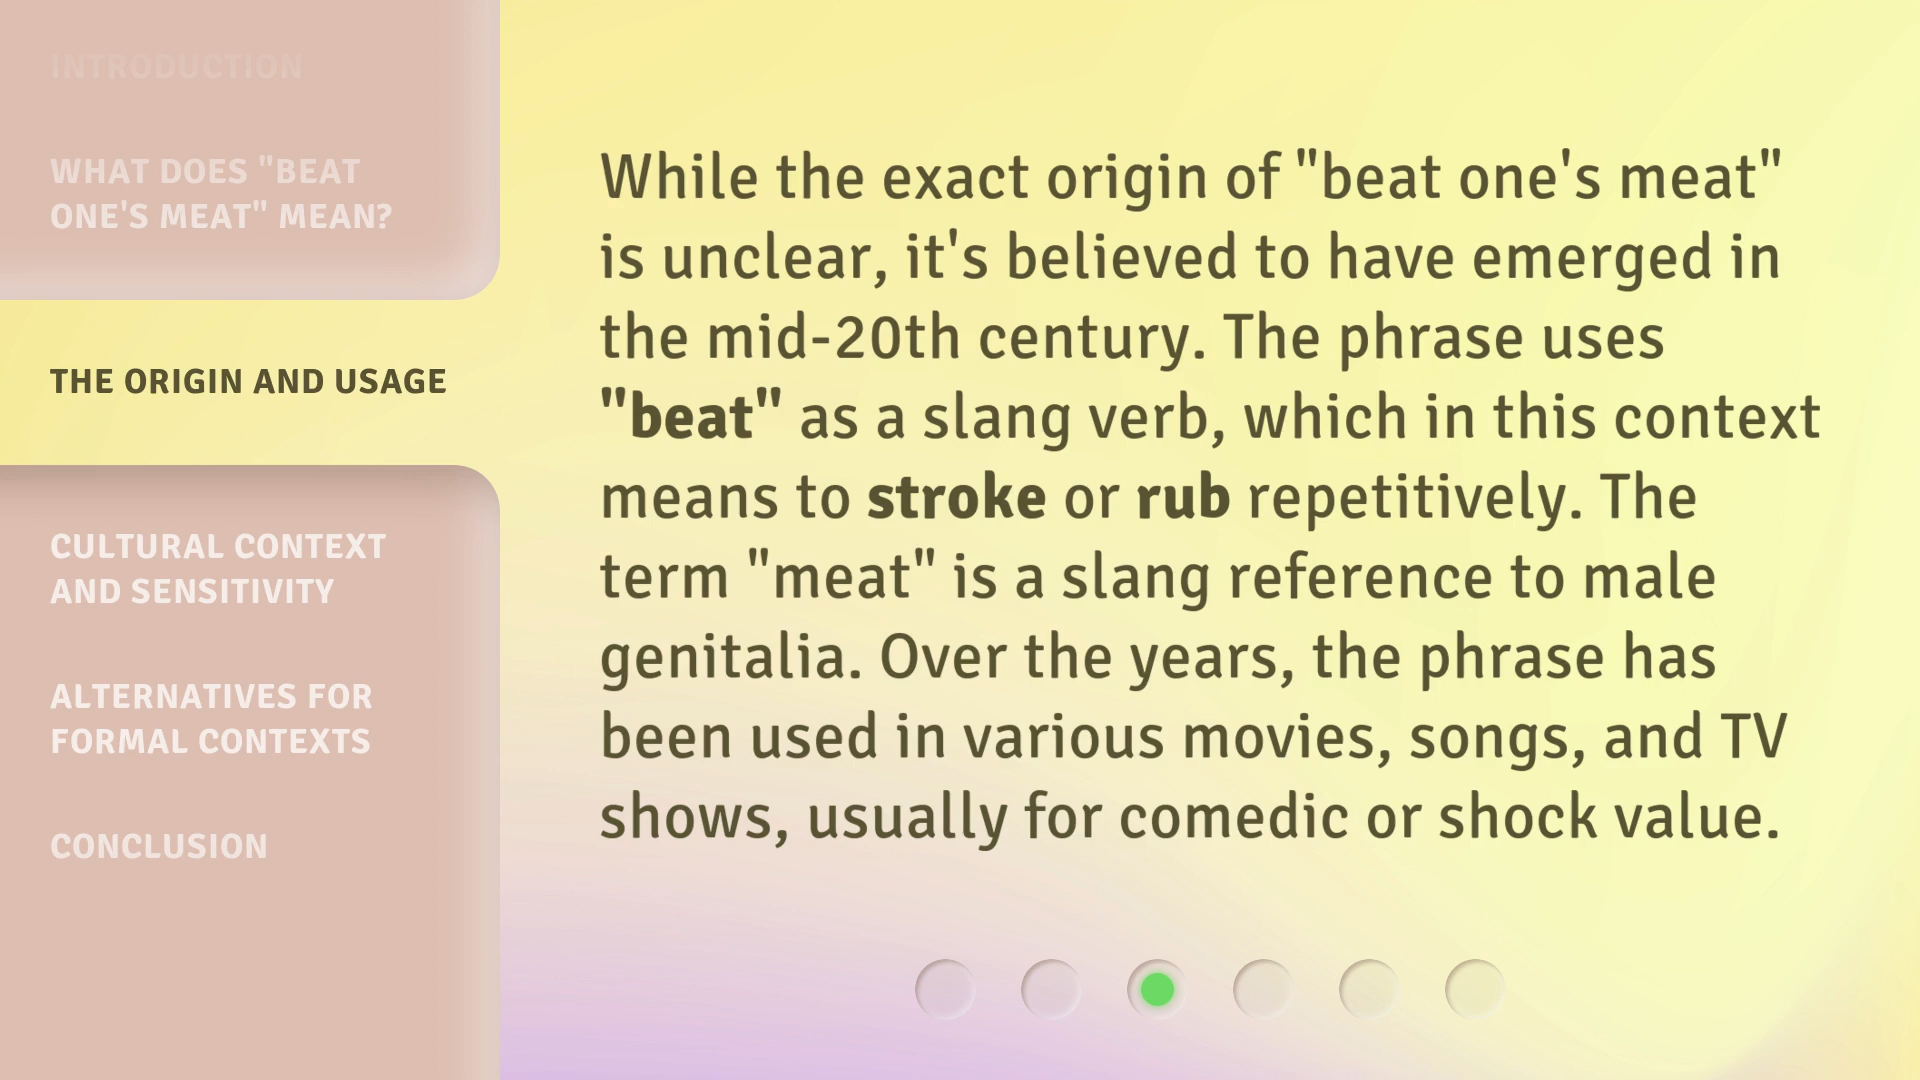 INTRODUCTION
WHAT DOES "BEAT
ONE'S MEAT" MEAN?
THE ORIGIN AND USAGE
CULTURAL CONTEXT
AND SENSITIVITY
ALTERNATIVES FOR
FORMAL CONTEXTS
CONCLUSION
While the exact origin of "beat one's meat"
is unclear, it's believed to have emerged in
the mid-20th century. The phrase uses
"beat" as a slang verb, which in this context
means to stroke or rub repetitively. The
term "meat" is a slang reference to male
genitalia. Over the years, the phrase has
been used in various movies, songs, and TV
shows, usually for comedic or shock value.